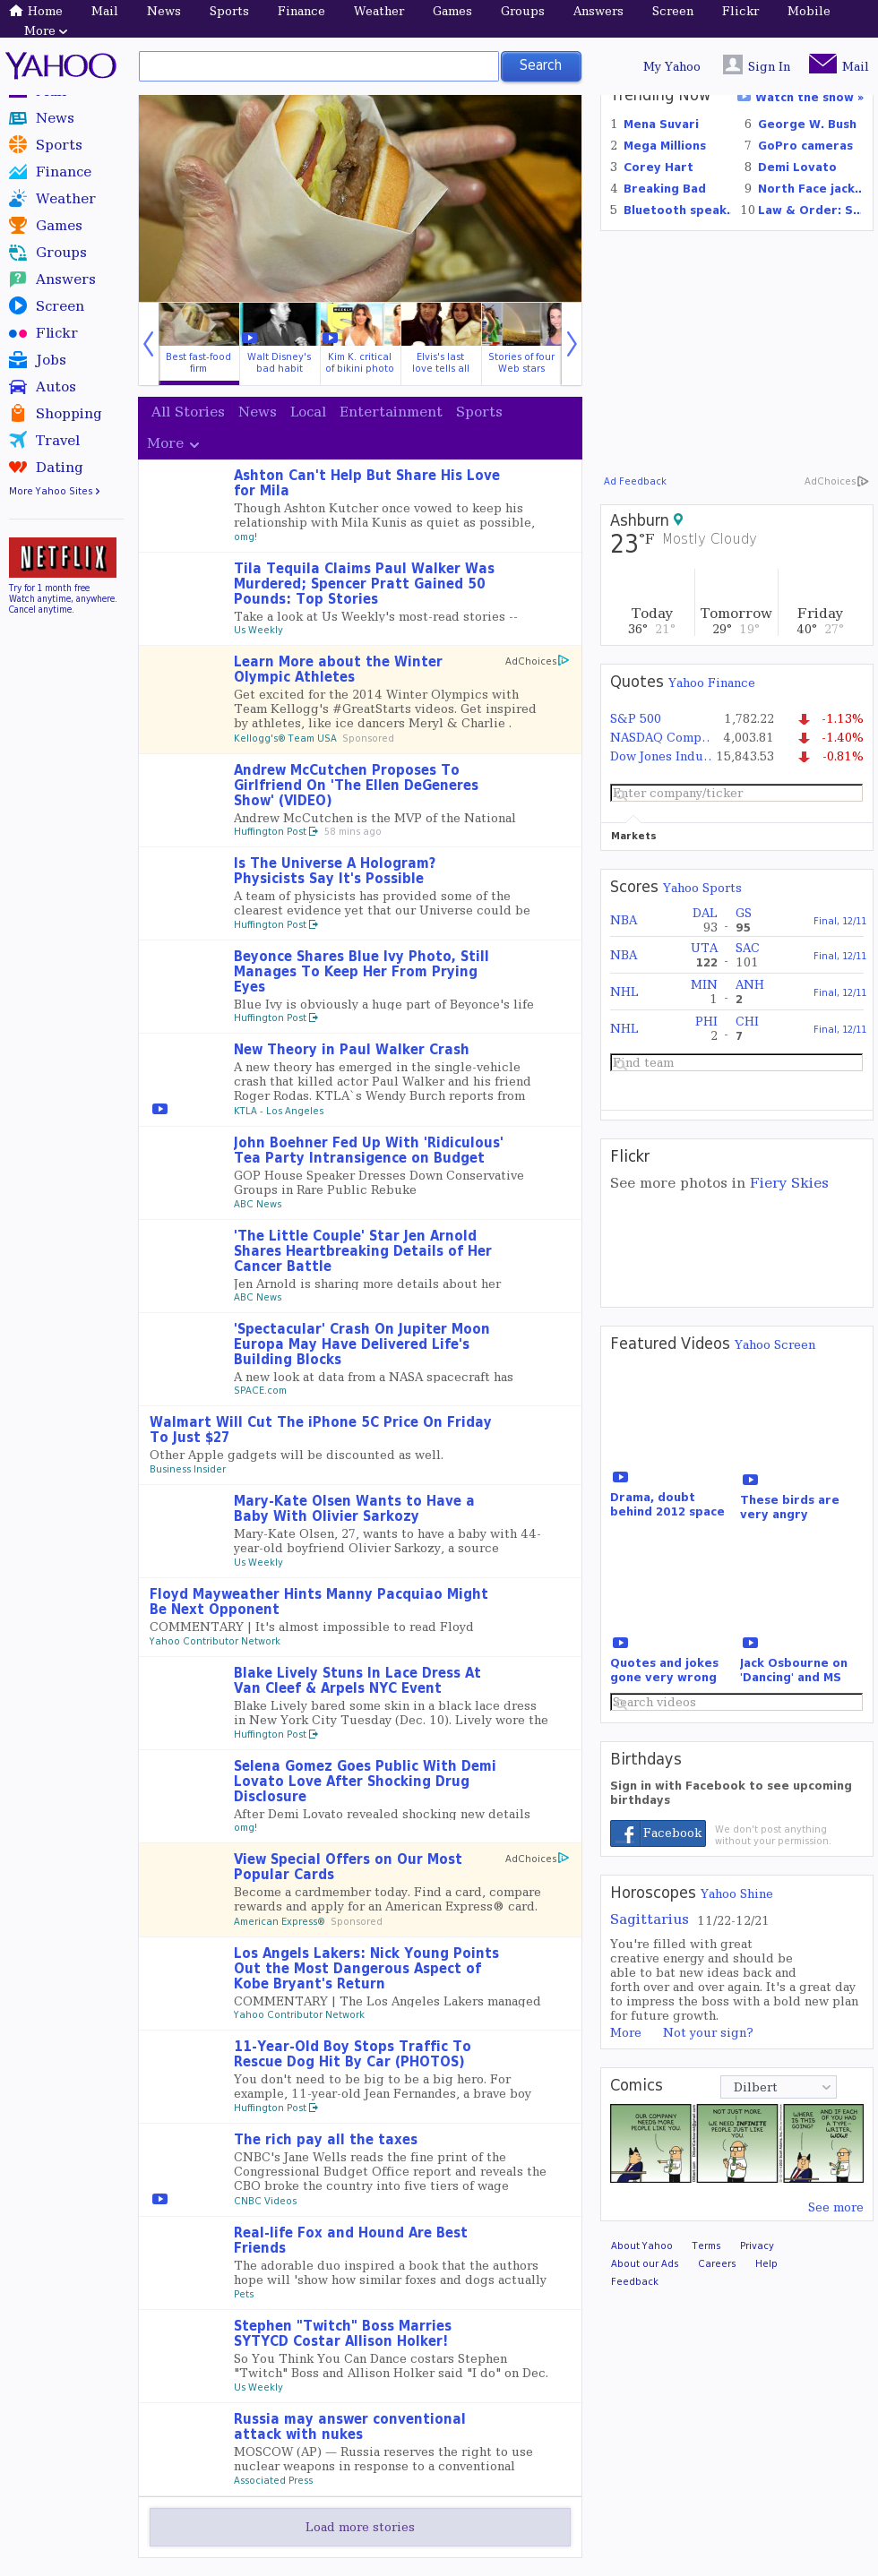 Home Mail News Sports Finance Weather Games Groups Answers Screen Flickr Mobile
More
YAHOO
Search
My Yahoo
Sign In
Mail
News
Sports
Finance
Weather
Games
Groups
Answers
Screen
Flickr
Jobs
Autos
Shopping
Travel
Dating
More Yahoo Sites
NETFLIX
Try for 1 month free
Watch anytime, anywhere.
Cancel anytime.
Best fast-food
firm
Walt Disney's
bad habit
Kim K. critical
of bikini photo
Elvis's last
love tells all
Stories of four
Web stars
All Stories News Local Entertainment Sports
More
Ashton Can't Help But Share His Love
for Mila
Though Ashton Kutcher once vowed to keep his
relationship with Mila Kunis as quiet as possible,
omg!
Tila Tequila Claims Paul Walker Was
Murdered; Spencer Pratt Gained 50
Pounds: Top Stories
Take a look at Us Weekly's most-read stories --
Us Weekly
Learn More about the Winter
Olympic Athletes
AdChoices
Get excited for the 2014 Winter Olympics with
Team Kellogg's #GreatStarts videos. Get inspired
by athletes, like ice dancers Meryl & Charlie .
Kellogg's® Team USA Sponsored
Andrew McCutchen Proposes To
Girlfriend On 'The Ellen DeGeneres
Show' (VIDEO)
Andrew McCutchen is the MVP of the National
Huffington Post 58 mins ago
Is The Universe A Hologram?
Physicists Say It's Possible
A team of physicists has provided some of the
clearest evidence yet that our Universe could be
Huffington Post
Beyonce Shares Blue Ivy Photo, Still
Manages To Keep Her From Prying
Eyes
Blue Ivy is obviously a huge part of Beyonce's life
Huffington Post
New Theory in Paul Walker Crash
A new theory has emerged in the single-vehicle
crash that killed actor Paul Walker and his friend
Roger Rodas. KTLA`s Wendy Burch reports from
KTLA - Los Angeles
John Boehner Fed Up With 'Ridiculous'
Tea Party Intransigence on Budget
GOP House Speaker Dresses Down Conservative
Groups in Rare Public Rebuke
ABC News
'The Little Couple' Star Jen Arnold
Shares Heartbreaking Details of Her
Cancer Battle
Jen Arnold is sharing more details about her
ABC News
'Spectacular' Crash On Jupiter Moon
Europa May Have Delivered Life's
Building Blocks
A new look at data from a NASA spacecraft has
SPACE.com
Walmart Will Cut The iPhone 5C Price On Friday
To Just $27
Other Apple gadgets will be discounted as well.
Business Insider
Mary-Kate Olsen Wants to Have a
Baby With Olivier Sarkozy
Mary-Kate Olsen, 27, wants to have a baby with 44-
year-old boyfriend Olivier Sarkozy, a source
Us Weekly
Floyd Mayweather Hints Manny Pacquiao Might
Be Next Opponent
COMMENTARY | It's almost impossible to read Floyd
Yahoo Contributor Network
Blake Lively Stuns In Lace Dress At
Van Cleef & Arpels NYC Event
Blake Lively bared some skin in a black lace dress
in New York City Tuesday (Dec. 10). Lively wore the
Huffington Post
Selena Gomez Goes Public With Demi
Lovato Love After Shocking Drug
Disclosure
After Demi Lovato revealed shocking new details
omg!
View Special Offers on Our Most
Popular Cards
AdChoices
Become a cardmember today. Find a card, compare
rewards and apply for an American Express® card.
American Express® Sponsored
Los Angels Lakers: Nick Young Points
Out the Most Dangerous Aspect of
Kobe Bryant's Return
COMMENTARY | The Los Angeles Lakers managed
Yahoo Contributor Network
11-Year-Old Boy Stops Traffic To
Rescue Dog Hit By Car (PHOTOS)
You don't need to be big to be a big hero. For
example, 11-year-old Jean Fernandes, a brave boy
Huffington Post
The rich pay all the taxes
CNBC's Jane Wells reads the fine print of the
Congressional Budget Office report and reveals the
CBO broke the country into five tiers of wage
CNBC Videos
Real-life Fox and Hound Are Best
Friends
The adorable duo inspired a book that the authors
hope will 'show how similar foxes and dogs actually
Pets
Stephen "Twitch" Boss Marries
SYTYCD Costar Allison Holker!
So You Think You Can Dance costars Stephen
"Twitch" Boss and Allison Holker said "I do" on Dec.
Us Weekly
Russia may answer conventional
attack with nukes
MOSCOW (AP) — Russia reserves the right to use
nuclear weapons in response to a conventional
Associated Press
Load more stories
Trending Now
Watch the show »
1 Mena Suvari
2 Mega Millions
3 Corey Hart
4 Breaking Bad
5 Bluetooth speak.
6 George W. Bush
7 GoPro cameras
8 Demi Lovato
9 North Face jack..
10 Law & Order: S..
Ad Feedback
AdChoices
Ashburn
23°F Mostly Cloudy
Today
36° 21°
Tomorrow
29° 19°
Friday
40° 27°
Quotes Yahoo Finance
S&P 500 1,782.22 -1.13%
NASDAQ Comp.. 4,003.81 -1.40%
Dow Jones Indu.. 15,843.53 -0.81%
Enter company/ticker
Markets
Scores Yahoo Sports
NBA DAL GS Final, 12/11
93 - 95
NBA UTA SAC Final, 12/11
122 - 101
NHL MIN ANH Final, 12/11
1 - 2
NHL PHI CHI Final, 12/11
2 - 7
Find team
Flickr
See more photos in Fiery Skies
Featured Videos Yahoo Screen
Drama, doubt
behind 2012 space
These birds are
very angry
Quotes and jokes
gone very wrong
Jack Osbourne on
'Dancing' and MS
Search videos
Birthdays
Sign in with Facebook to see upcoming
birthdays
Facebook
We don't post anything
without your permission.
Horoscopes Yahoo Shine
Sagittarius 11/22-12/21
You're filled with great
creative energy and should be
able to bat new ideas back and
forth over and over again. It's a great day
to impress the boss with a bold new plan
for future growth.
More Not your sign?
Comics
Dilbert
OUR COMPANY
NEEDS MORE
PEOPLE LIKE YOU.
NOT JUST MORE.
WE NEED INFINITE
PEOPLE JUST LIKE
YOU.
WHERE
IS THIS
GOING?
AND IF EACH
OF YOU HAD
A TYPE-
WRITER,
WOW!
See more
About Yahoo Terms Privacy
About our Ads Careers Help
Feedback